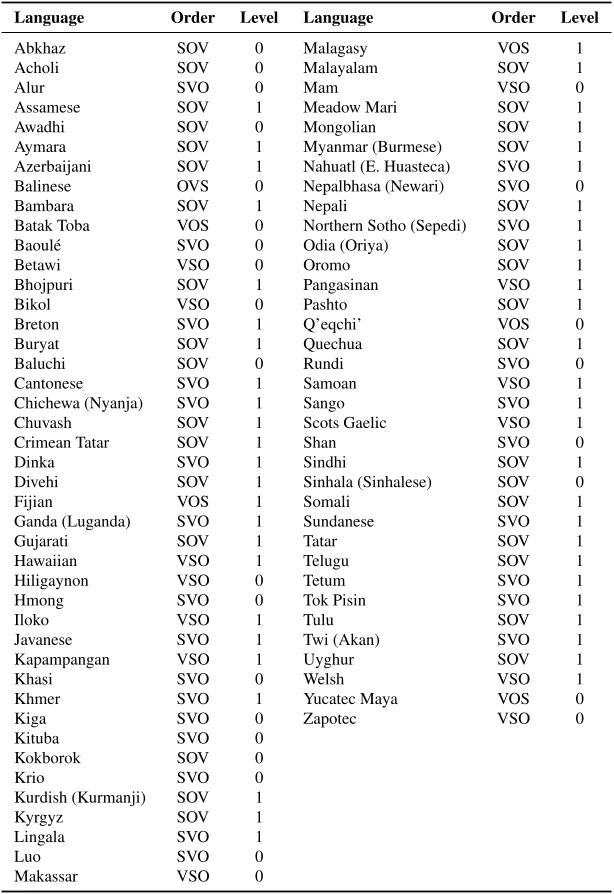 Language Order Level Language Order Level
Abkhaz SOV 0 Malagasy VOS 1
Acholi SOV 0 Malayalam SOV 1
Alur SVO 0 Mam VSO 0
Assamese SOV 1 Meadow Mari SOV 1
Awadhi SOV 0 Mongolian SOV 1
Aymara SOV 1 Myanmar (Burmese) SOV 1
Azerbaijani SOV 1 Nahuatl (E. Huasteca) SVO 1
Balinese OVS 0 Nepalbhasa (Newari) SVO 0
Bambara SOV 1 Nepali SOV 1
Batak Toba VOS 0 Northern Sotho (Sepedi) SVO 1
Baoulé SVO 0 Odia (Oriya) SOV 1
Betawi VSO 0 Oromo SOV 1
Bhojpuri SOV 1 Pangasinan VSO 1
Bikol VSO 0 Pashto SOV 1
Breton SVO 1 Q'eqchi' VOS 0
Buryat SOV 1 Quechua SOV 1
Baluchi SOV 0 Rundi SVO 0
Cantonese SVO 1 Samoan VSO 1
Chichewa (Nyanja) SVO 1 Sango SVO 1
Chuvash SOV 1 Scots Gaelic VSO 1
Crimean Tatar SOV 1 Shan SVO 0
Dinka SVO 1 Sindhi SOV 1
Divehi SOV 1 Sinhala (Sinhalese) SOV 0
Fijian VOS 1 Somali SOV 1
Ganda (Luganda) SVO 1 Sundanese SVO 1
Gujarati SOV 1 Tatar SOV 1
Hawaiian VSO 1 Telugu SOV 1
Hiligaynon VSO 0 Tetum SVO 1
Hmong SVO 0 Tok Pisin SVO 1
Iloko VSO 1 Tulu SOV 1
Javanese SVO 1 Twi (Akan) SVO 1
Kapampangan VSO 1 Uyghur SOV 1
Khasi SVO 0 Welsh VSO 1
Khmer SVO 1 Yucatec Maya VOS 0
Kiga SVO 0 Zapotec VSO 0
Kituba SVO 0
Kokborok SOV 0
Krio SVO 0
Kurdish (Kurmanji) SOV 1
Kyrgyz SOV 1
Lingala SVO 1
Luo SVO 0
Makassar VSO 0